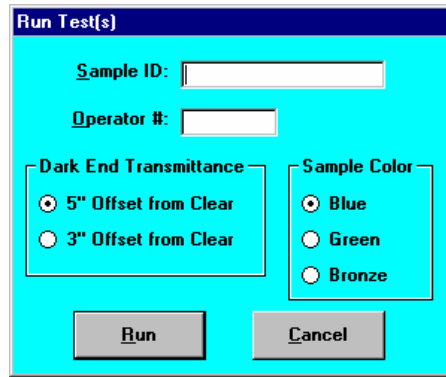 Run Test(s)
Sample ID:
Operator #:
Dark End Transmittance
5" Offset from Clear
3" Offset from Clear
Sample Color
Blue
Green
Bronze
Run
Cancel